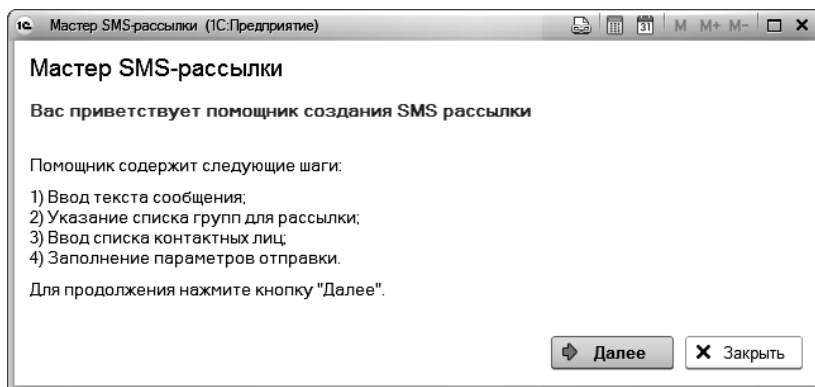 1С Мастер SMS-рассылки (1С:Предприятие) 31 M M+ M-
Мастер SMS-рассылки
Вас приветствует помощник создания SMS рассылки
Помощник содержит следующие шаги:
1) Ввод текста сообщения;
2) Указание списка групп для рассылки;
3) Ввод списка контактных лиц;
4) Заполнение параметров отправки.
Для продолжения нажмите кнопку "Далее".
Далее Закрыть